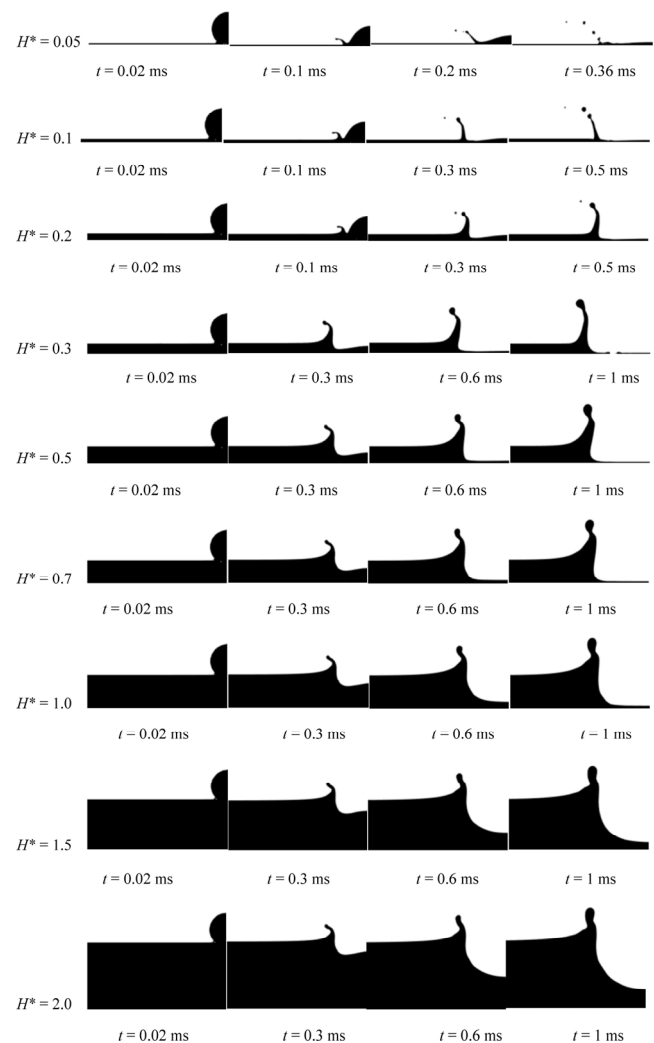 H* = 0.05
t = 0.02 ms t = 0.1 ms t = 0.2 ms t = 0.36 ms
H* = 0.1
t = 0.02 ms t = 0.1 ms t = 0.3 ms t = 0.5 ms
H* = 0.2
t = 0.02 ms t = 0.1 ms t = 0.3 ms t = 0.5 ms
H* = 0.3
t = 0.02 ms t = 0.3 ms t = 0.6 ms t = 1 ms
H* = 0.5
t = 0.02 ms t = 0.3 ms t = 0.6 ms t = 1 ms
H* = 0.7
t = 0.02 ms t = 0.3 ms t = 0.6 ms t = 1 ms
H* = 1.0
t = 0.02 ms t = 0.3 ms t = 0.6 ms t = 1 ms
H* = 1.5
t = 0.02 ms t = 0.3 ms t = 0.6 ms t = 1 ms
H* = 2.0
t = 0.02 ms t = 0.3 ms t = 0.6 ms t = 1 ms